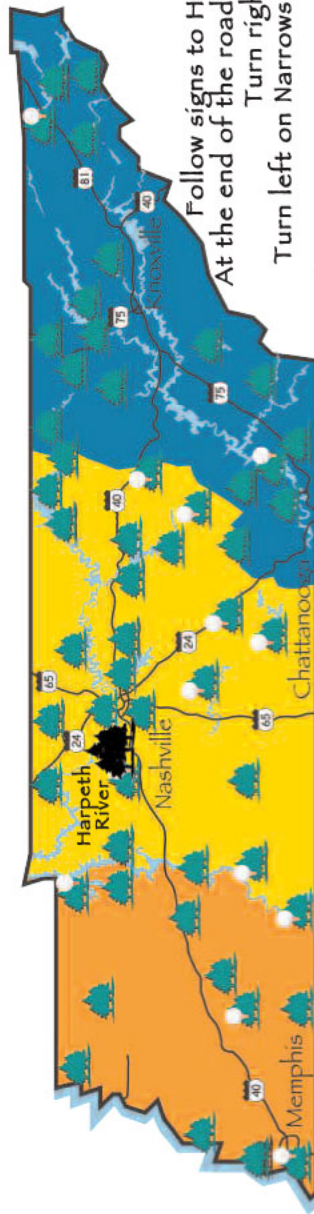 Follow signs to H
At the end of the road
Turn righ
Turn left on Narrows
Harpeth
River
Nashville
Memphis
Chattanooga
Knoxville
65
24
40
81
40
75
75
24
65
40